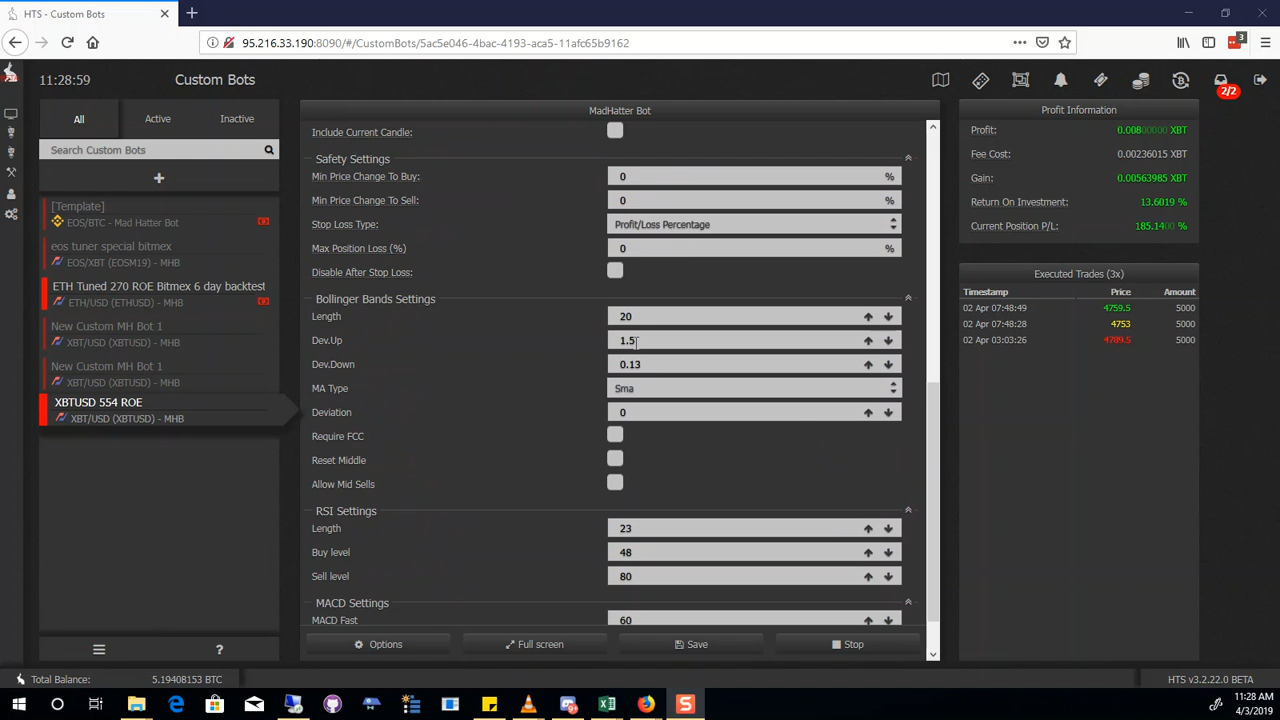 HTS - Custom Bots
95.216.33.190:8090/#/CustomBots/5ac5e046-4bac-4193-aca5-11afc65b9162
3
11:28:59
Custom Bots
2/2
All
Active
Inactive
Search Custom Bots
[Template]
EOS/BTC - Mad Hatter Bot
eos tuner special bitmex
EOS/XBT (EOSM19) - MHB
ETH Tuned 270 ROE Bitmex 6 day backtest
ETH/USD (ETHUSD) - MHB
New Custom MH Bot 1
XBT/USD (XBTUSD) - MHB
New Custom MH Bot 1
XBT/USD (XBTUSD) - MHB
XBTUSD 554 ROE
XBT/USD (XBTUSD) - MHB
?
MadHatter Bot
Include Current Candle:
Safety Settings
Min Price Change To Buy: 0 %
Min Price Change To Sell: 0 %
Stop Loss Type: Profit/Loss Percentage
Max Position Loss (%) 0 %
Disable After Stop Loss:
Bollinger Bands Settings
Length 20
Dev.Up 1.5
Dev.Down 0.13
MA Type Sma
Deviation 0
Require FCC
Reset Middle
Allow Mid Sells
RSI Settings
Length 23
Buy level 48
Sell level 80
MACD Settings
MACD Fast 60
Options
Full screen
Save
Stop
Profit Information
Profit: 0.00800000 XBT
Fee Cost: 0.00236015 XBT
Gain: 0.00563985 XBT
Return On Investment: 13.6019 %
Current Position P/L: 185.1400 %
Executed Trades (3x)
Timestamp Price Amount
02 Apr 07:48:49 4759.5 5000
02 Apr 07:48:28 4753 5000
02 Apr 03:03:26 4789.5 5000
Total Balance: 5.19408153 BTC
HTS v3.2.22.0 BETA
11:28 AM
4/3/2019